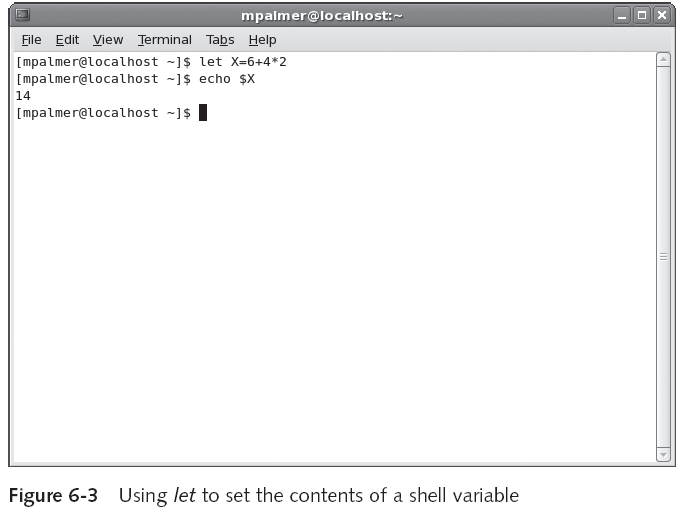 mpalmer@localhost:~
File Edit View Terminal Tabs Help
[mpalmer@localhost ~]$ let X=6+4*2
[mpalmer@localhost ~]$ echo $X
14
[mpalmer@localhost ~]$
Figure 6-3 Using let to set the contents of a shell variable